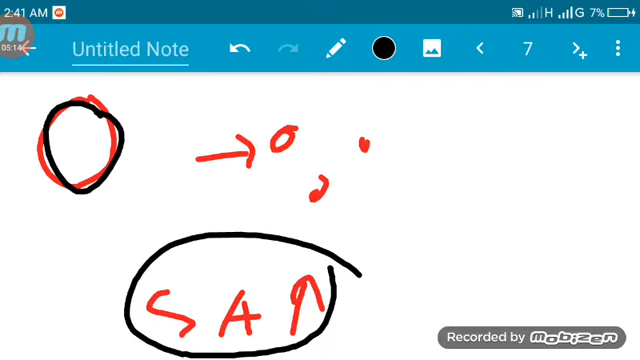 2:41 AM H G 7%
05:14 Untitled Note 7
S A ↑
Recorded by mobizen